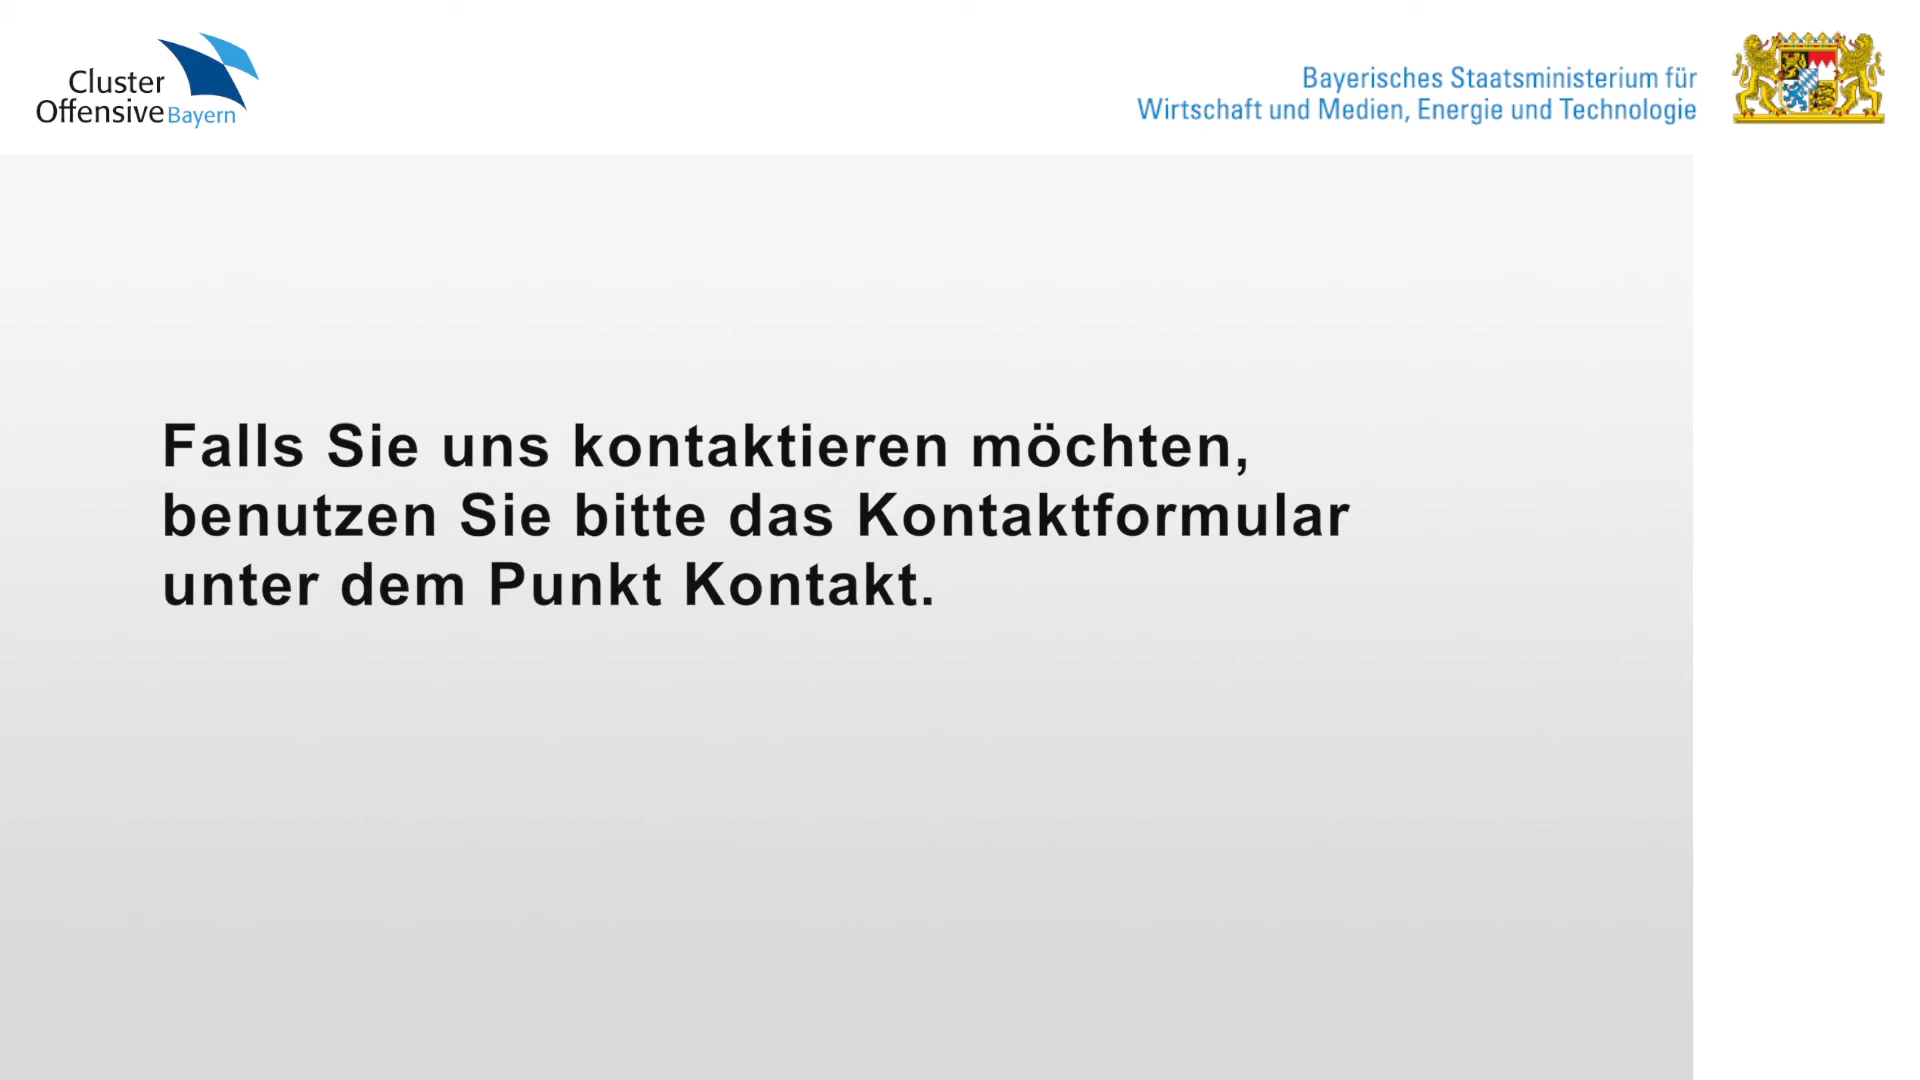 Cluster
Offensive Bayern
Bayerisches Staatsministerium für
Wirtschaft und Medien, Energie und Technologie
Falls Sie uns kontaktieren möchten,
benutzen Sie bitte das Kontaktformular
unter dem Punkt Kontakt.